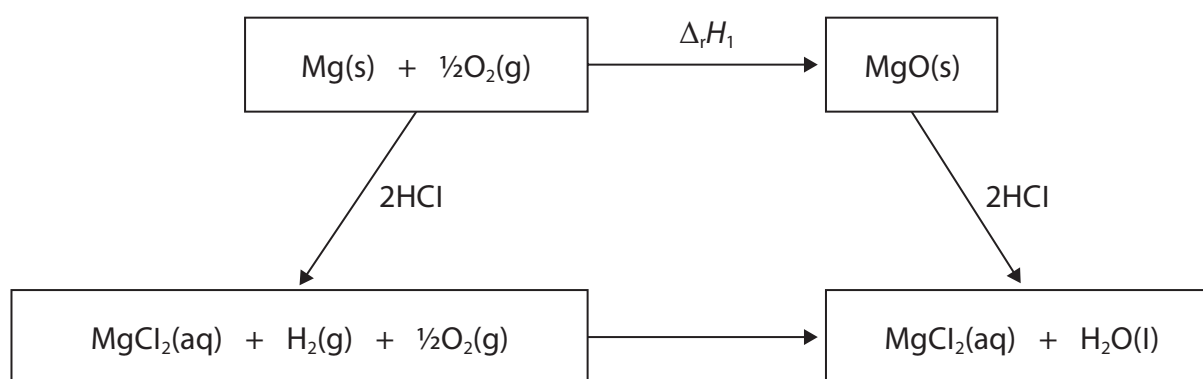 ΔᵣH₁
Mg(s) + ½O₂(g)
MgO(s)
2HCl
2HCl
MgCl₂(aq) + H₂(g) + ½O₂(g)
MgCl₂(aq) + H₂O(l)